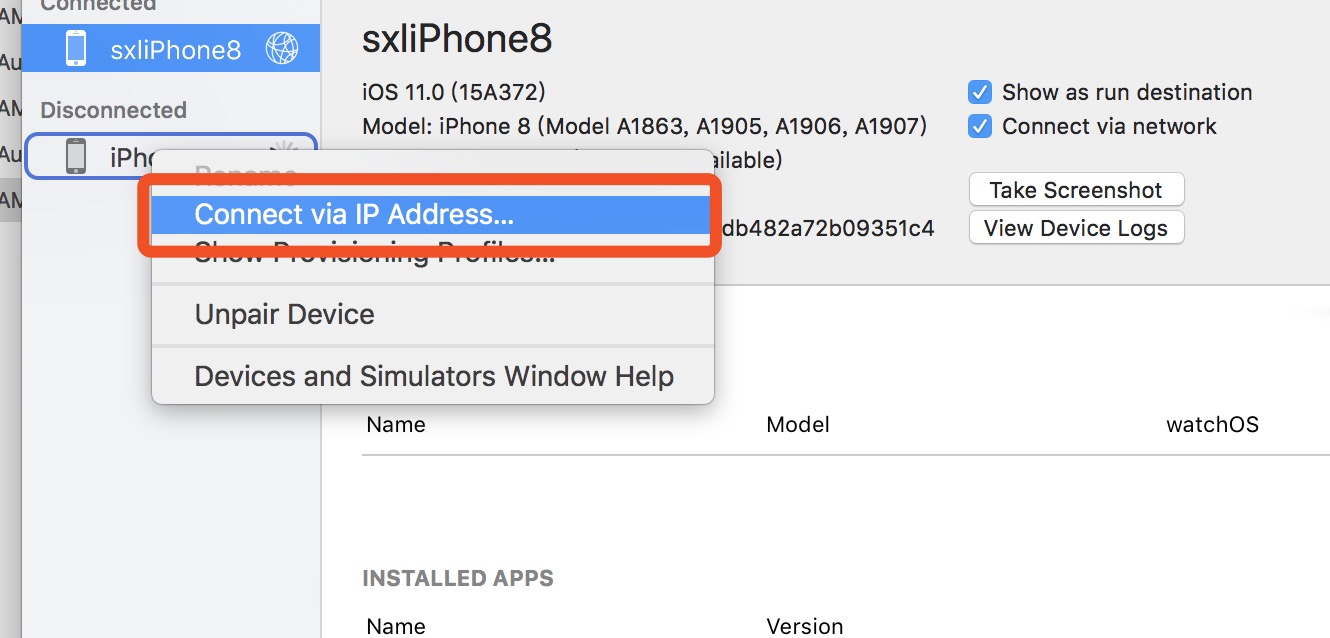 Connected
AM
sxliPhone8
Au
Disconnected
AM
Au
AM
sxliPhone8
iOS 11.0 (15A372)
Model: iPhone 8 (Model A1863, A1905, A1906, A1907)
ailable)
db482a72b09351c4
Show as run destination
Connect via network
Take Screenshot
View Device Logs
Rename
Connect via IP Address...
Show Provisioning Profiles...
Unpair Device
Devices and Simulators Window Help
Name Model watchOS
INSTALLED APPS
Name Version